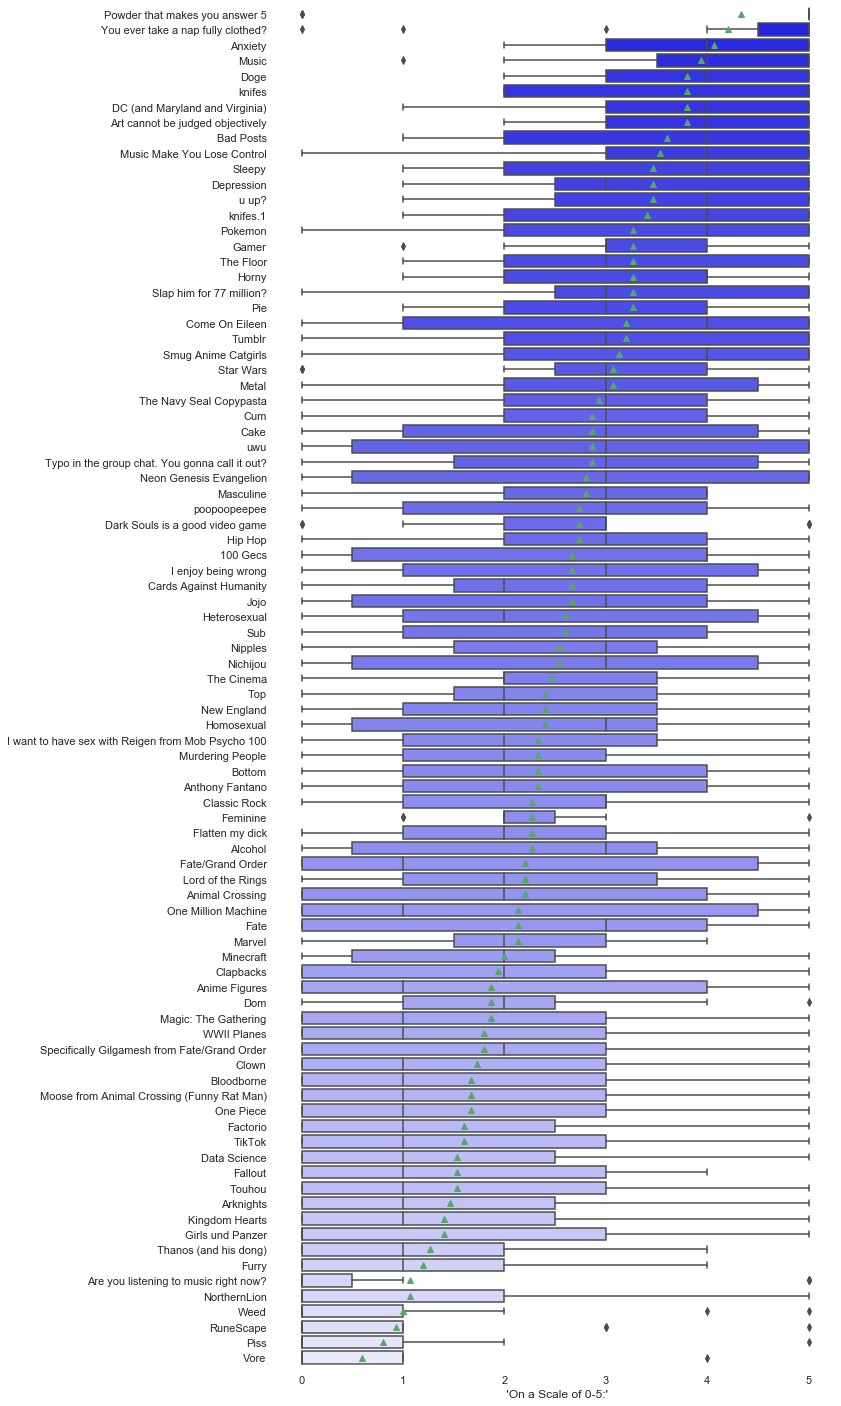 Powder that makes you answer 5
You ever take a nap fully clothed?
Anxiety
Music
Doge
knifes
DC (and Maryland and Virginia)
Art cannot be judged objectively
Bad Posts
Music Make You Lose Control
Sleepy
Depression
u up?
knifes.1
Pokemon
Gamer
The Floor
Horny
Slap him for 77 million?
Pie
Come On Eileen
Tumblr
Smug Anime Catgirls
Star Wars
Metal
The Navy Seal Copypasta
Cum
Cake
uwu
Typo in the group chat. You gonna call it out?
Neon Genesis Evangelion
Masculine
poopoopeepee
Dark Souls is a good video game
Hip Hop
100 Gecs
I enjoy being wrong
Cards Against Humanity
Jojo
Heterosexual
Sub
Nipples
Nichijou
The Cinema
Top
New England
Homosexual
I want to have sex with Reigen from Mob Psycho 100
Murdering People
Bottom
Anthony Fantano
Classic Rock
Feminine
Flatten my dick
Alcohol
Fate/Grand Order
Lord of the Rings
Animal Crossing
One Million Machine
Fate
Marvel
Minecraft
Clapbacks
Anime Figures
Dom
Magic: The Gathering
WWII Planes
Specifically Gilgamesh from Fate/Grand Order
Clown
Bloodborne
Moose from Animal Crossing (Funny Rat Man)
One Piece
Factorio
TikTok
Data Science
Fallout
Touhou
Arknights
Kingdom Hearts
Girls und Panzer
Thanos (and his dong)
Furry
Are you listening to music right now?
NorthernLion
Weed
RuneScape
Piss
Vore
0 1 2 3 4 5
'On a Scale of 0-5:'